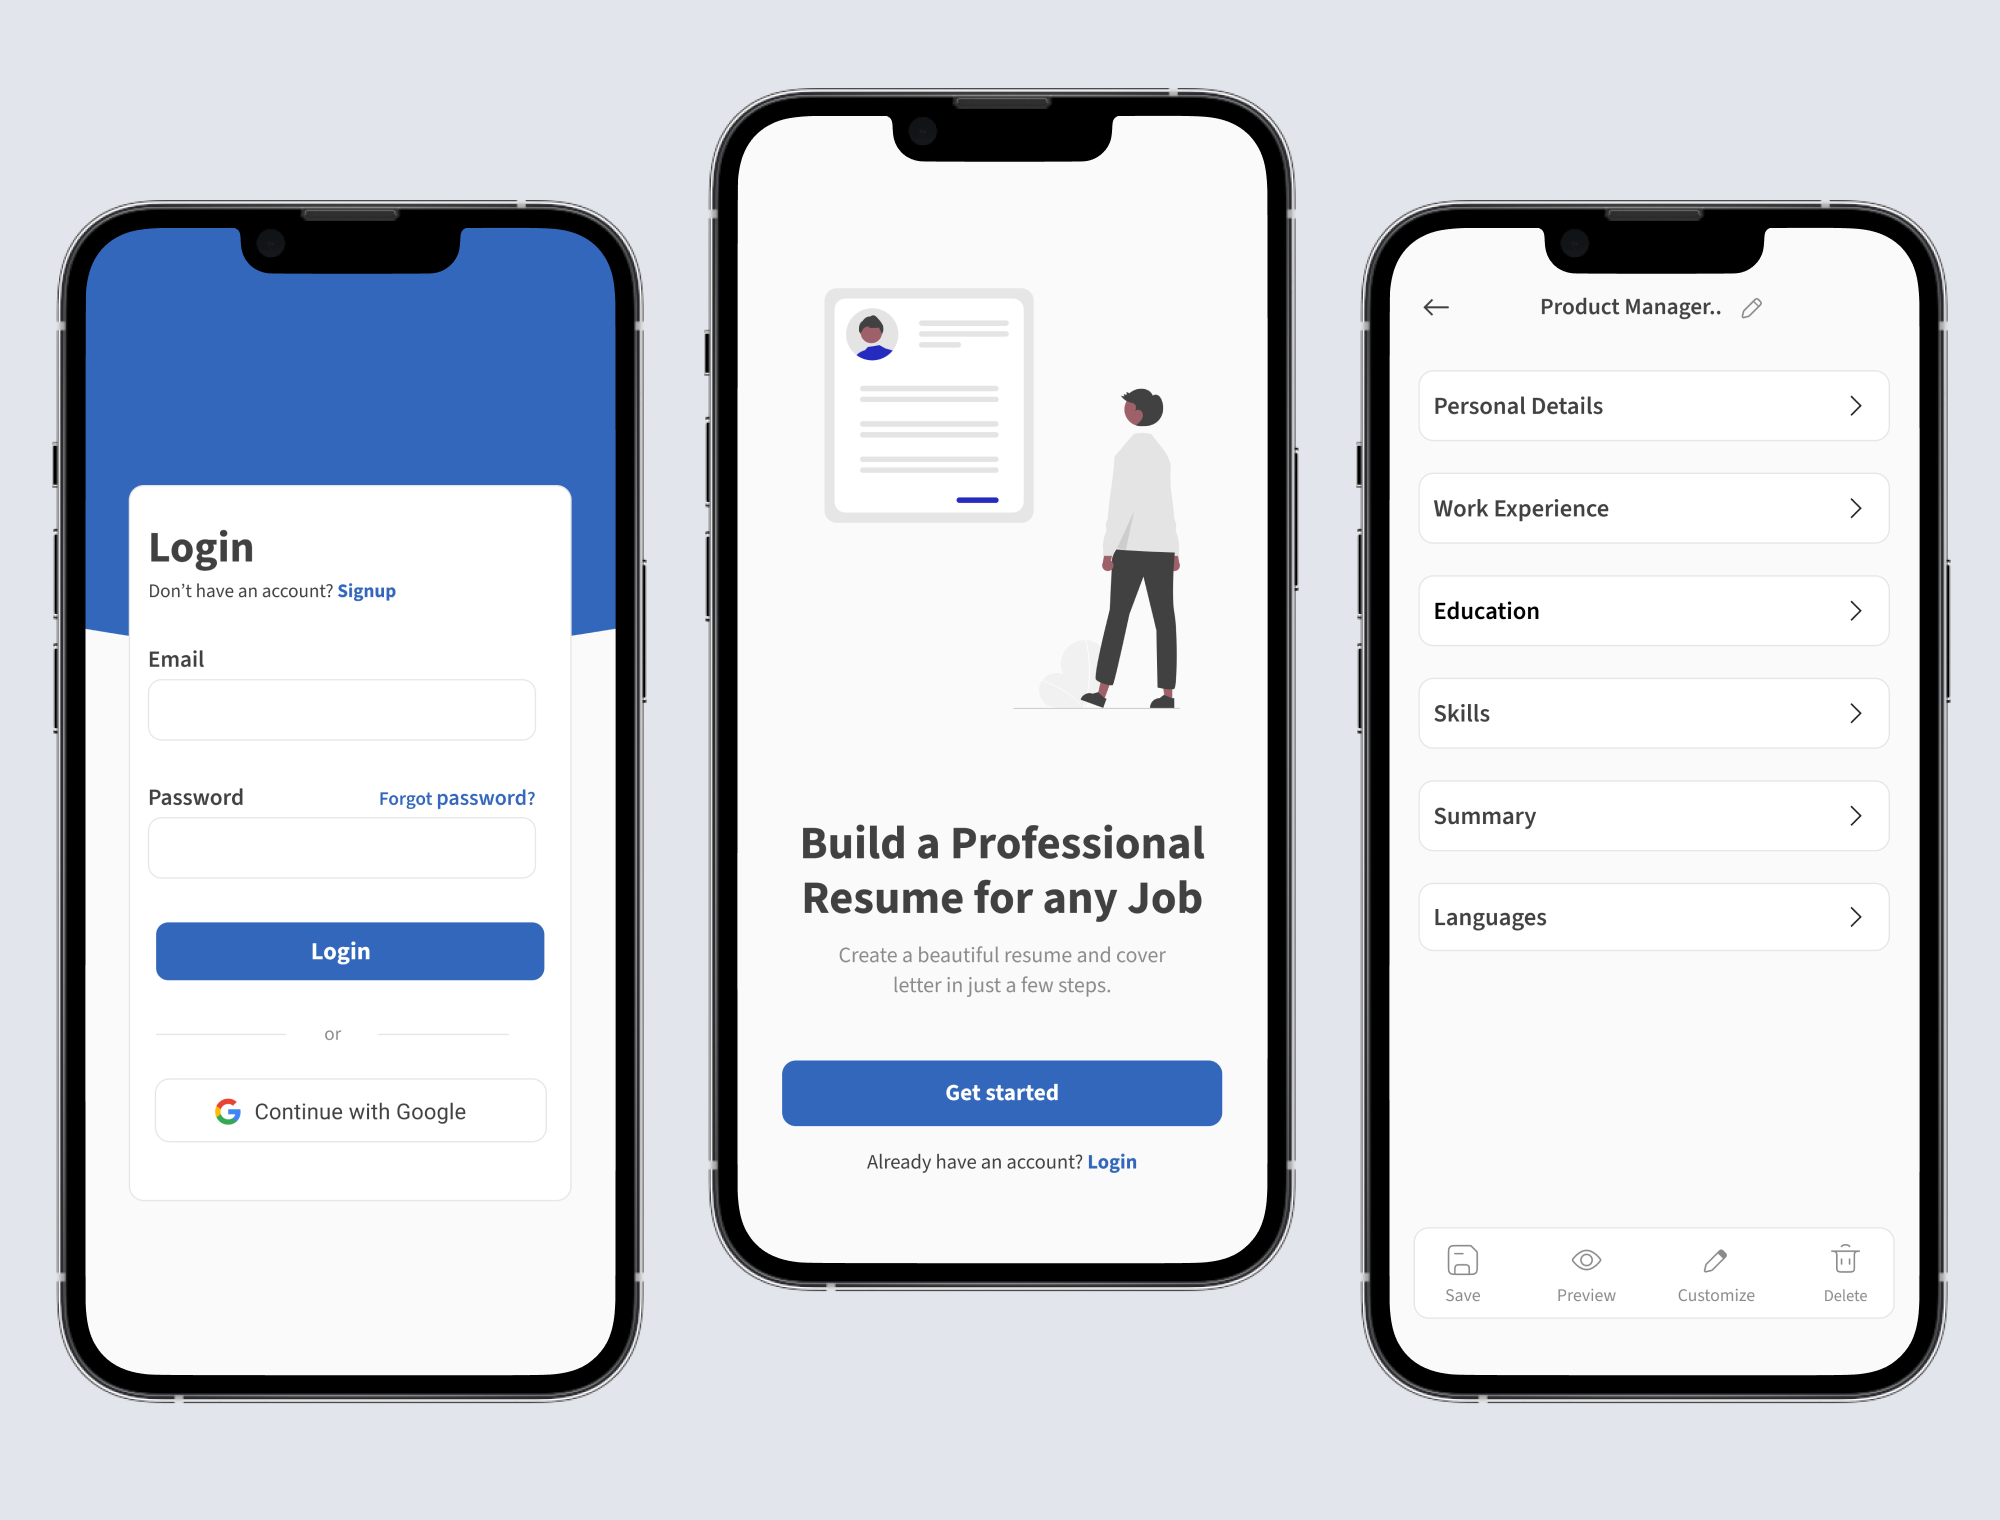 Login
Don't have an account? Signup
Email
Password Forgot password?
Login
or
Continue with Google
Build a Professional
Resume for any Job
Create a beautiful resume and cover
letter in just a few steps.
Get started
Already have an account? Login
Product Manager..
Personal Details
Work Experience
Education
Skills
Summary
Languages
Save Preview Customize Delete